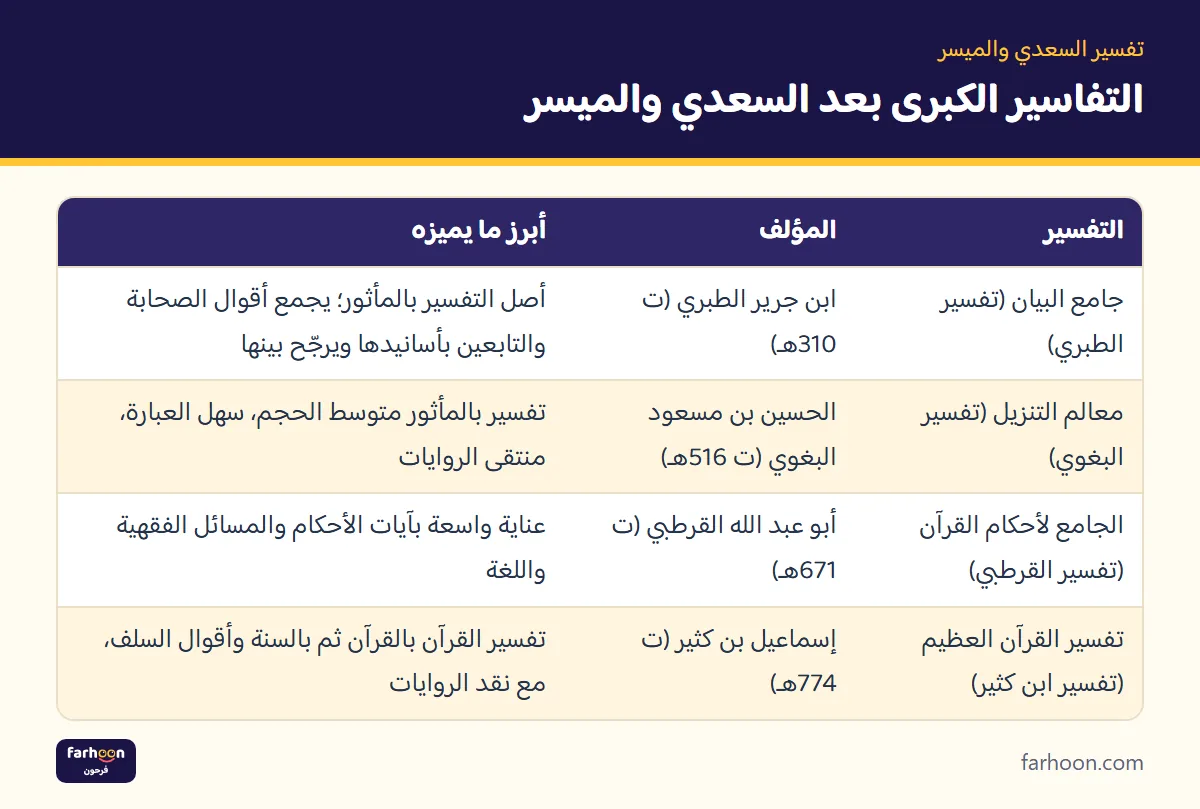 تفسير السعدي والميسر
التفاسير الكبرى بعد السعدي والميسر
التفسير
المؤلف
أبرز ما يميزه
جامع البيان (تفسير
الطبري)
ابن جرير الطبري (ت
310هـ)
أصل التفسير بالمأثور؛ يجمع أقوال الصحابة
والتابعين بأسانيدها ويرجّح بينها
معالم التنزيل (تفسير
البغوي)
الحسين بن مسعود
البغوي (ت 516هـ)
تفسير بالمأثور متوسط الحجم، سهل العبارة،
منتقى الروايات
الجامع لأحكام القرآن
(تفسير القرطبي)
أبو عبد الله القرطبي (ت
671هـ)
عناية واسعة بآيات الأحكام والمسائل الفقهية
واللغة
تفسير القرآن العظيم
(تفسير ابن كثير)
إسماعيل بن كثير (ت
774هـ)
تفسير القرآن بالقرآن ثم بالسنة وأقوال السلف،
مع نقد الروايات
farhoon.com
farhoon
فرحون